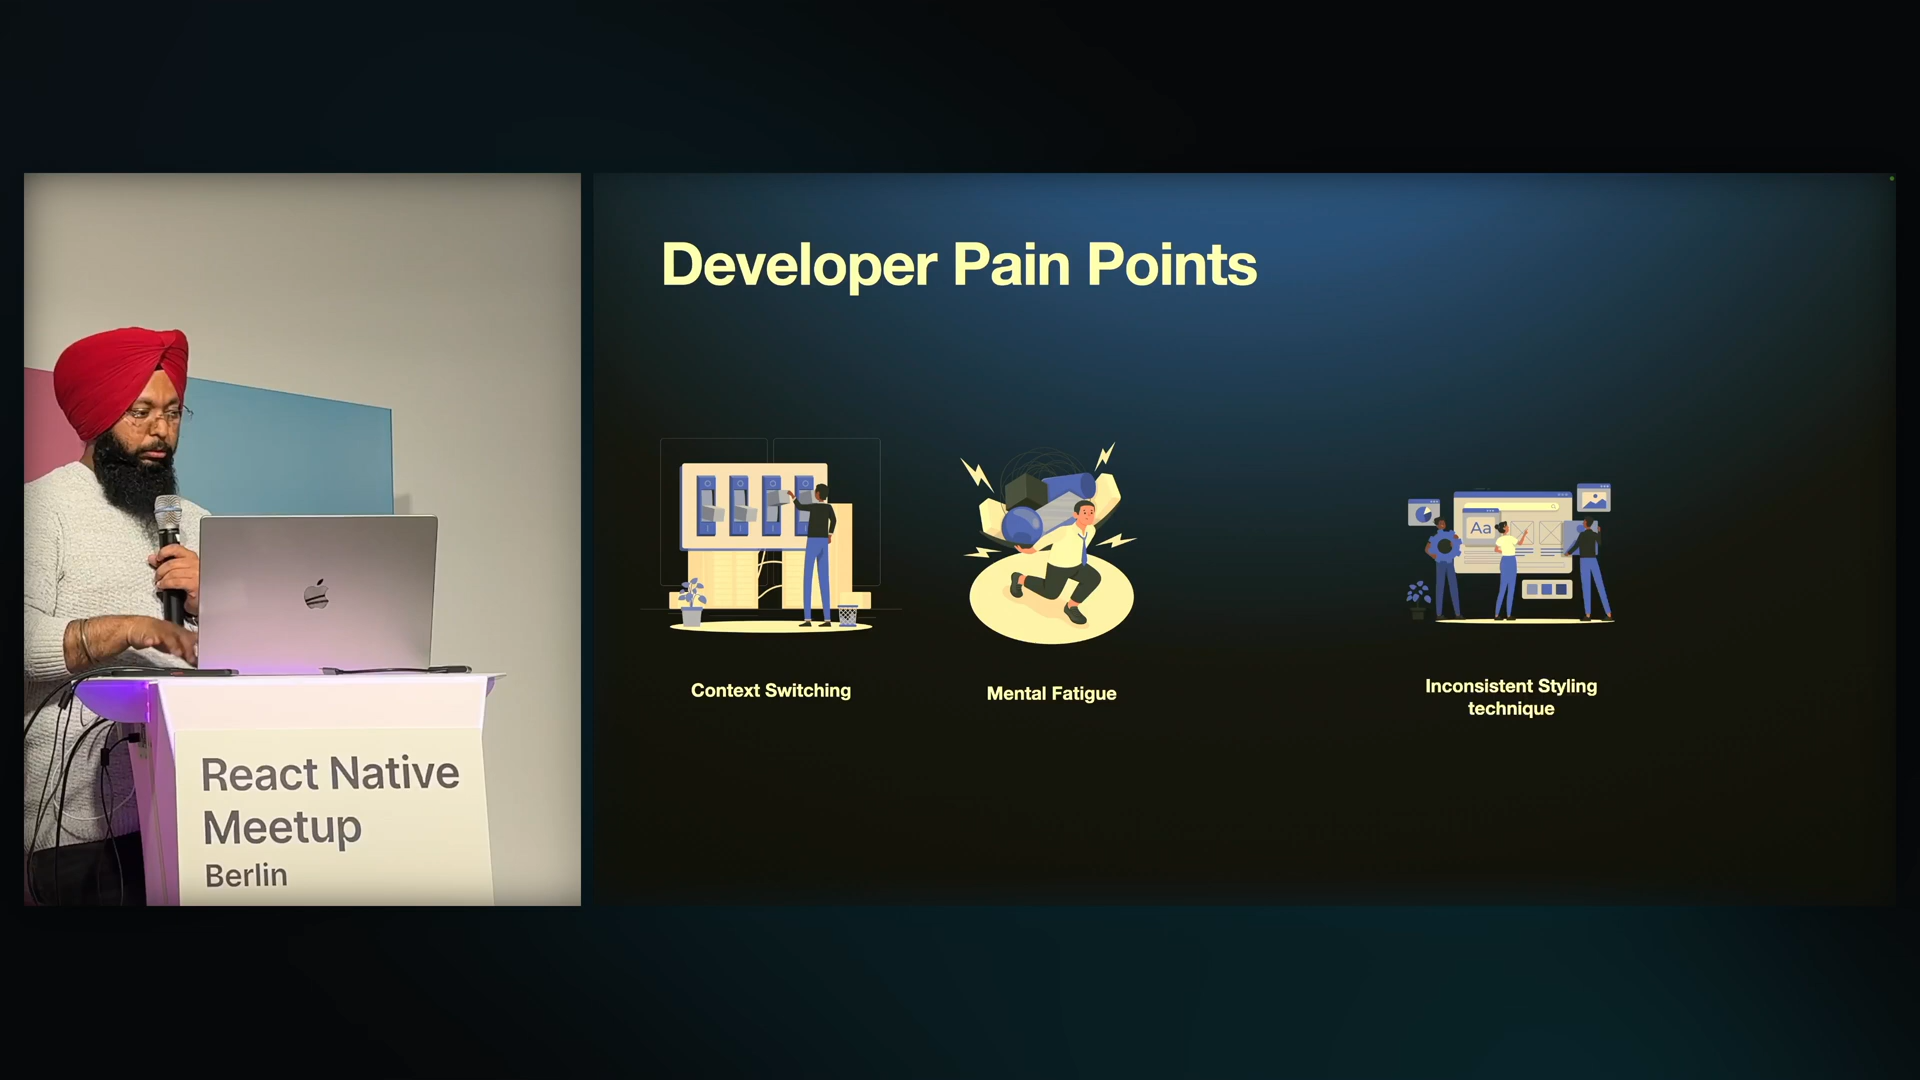 Developer Pain Points
Aa
Context Switching
Mental Fatigue
Inconsistent Styling
technique
React Native
Meetup
Berlin